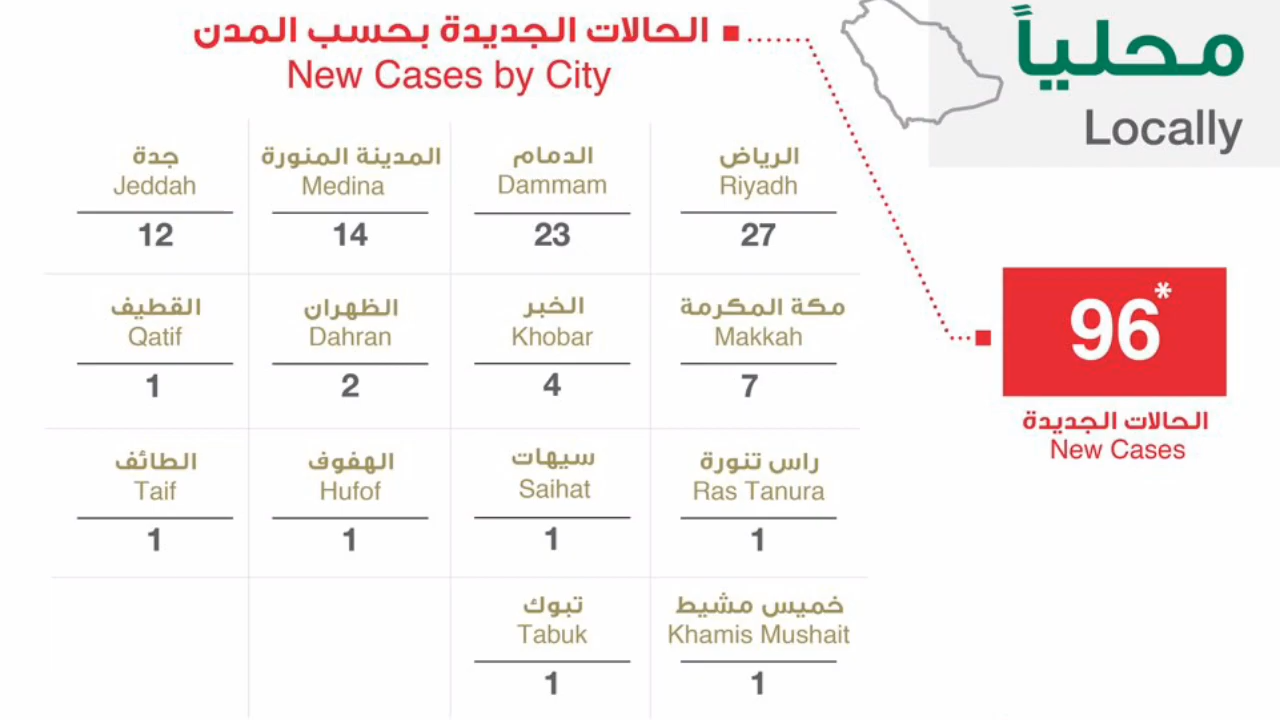 محلياً
Locally
الحالات الجديدة بحسب المدن
New Cases by City
الرياض
Riyadh
27
الدمام
Dammam
23
المدينة المنورة
Medina
14
جدة
Jeddah
12
مكة المكرمة
Makkah
7
الخبر
Khobar
4
الظهران
Dahran
2
القطيف
Qatif
1
راس تنورة
Ras Tanura
1
سيهات
Saihat
1
الهفوف
Hufof
1
الطائف
Taif
1
خميس مشيط
Khamis Mushait
1
تبوك
Tabuk
1
96*
الحالات الجديدة
New Cases